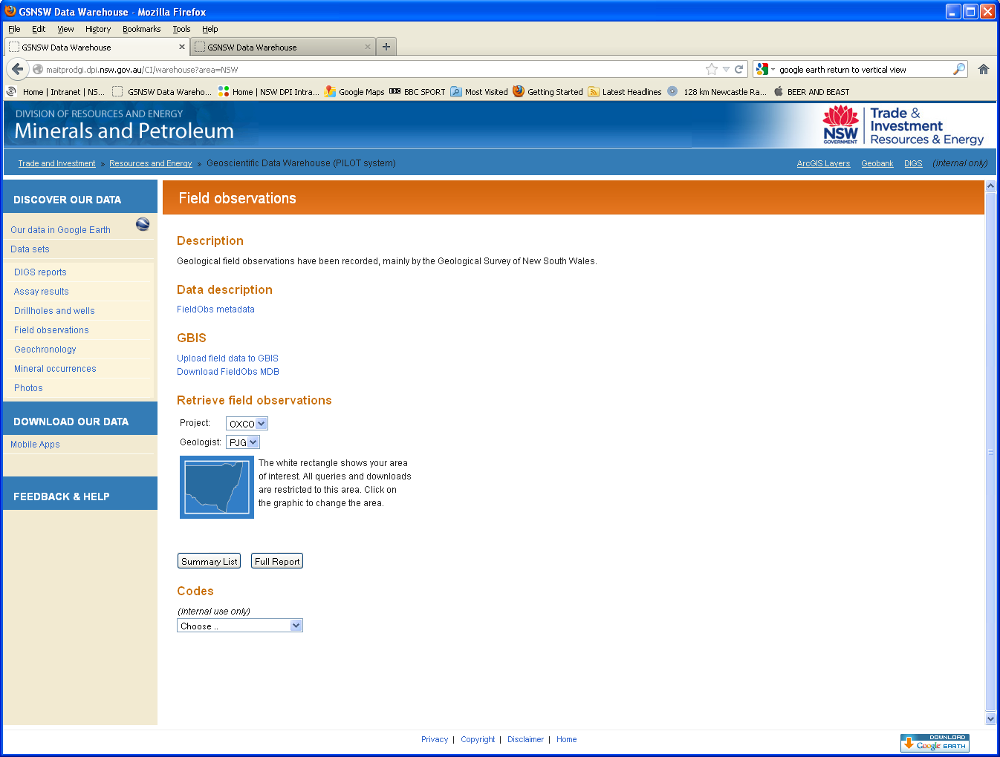 GSNSW Data Warehouse - Mozilla Firefox
File Edit View History Bookmarks Tools Help
GSNSW Data Warehouse
GSNSW Data Warehouse
maitprodgi.dpi.nsw.gov.au/CI/warehouse?area=NSW
google earth return to vertical view
Home | Intranet | NS... GSNSW Data Wareho... Home | NSW DPI Intra... Google Maps BBC BBC SPORT Most Visited Getting Started Latest Headlines 128 km Newcastle Ra... BEER AND BEAST
DIVISION OF RESOURCES AND ENERGY
Minerals and Petroleum
NSW
GOVERNMENT
Trade &
Investment
Resources & Energy
Trade and Investment » Resources and Energy » Geoscientific Data Warehouse (PILOT system)
ArcGIS Layers Geobank DIGS (internal only)
DISCOVER OUR DATA
Our data in Google Earth
Data sets
DIGS reports
Assay results
Drillholes and wells
Field observations
Geochronology
Mineral occurrences
Photos
DOWNLOAD OUR DATA
Mobile Apps
FEEDBACK & HELP
Field observations
Description
Geological field observations have been recorded, mainly by the Geological Survey of New South Wales.
Data description
FieldObs metadata
GBIS
Upload field data to GBIS
Download FieldObs MDB
Retrieve field observations
Project: OXCO
Geologist: PJG
The white rectangle shows your area
of interest. All queries and downloads
are restricted to this area. Click on
the graphic to change the area.
Summary List Full Report
Codes
(internal use only)
Choose ..
Privacy | Copyright | Disclaimer | Home
DOWNLOAD
Google EARTH